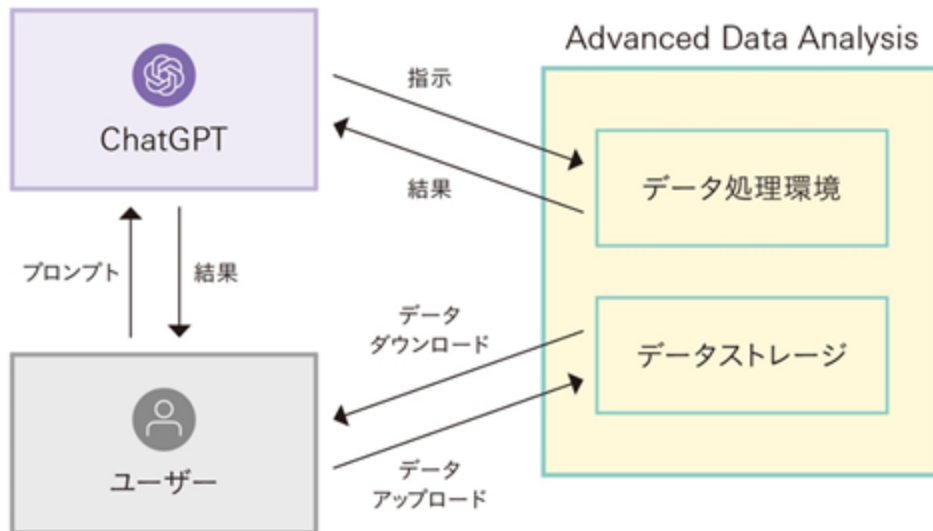 Advanced Data Analysis
ChatGPT
指示
結果
データ処理環境
プロンプト
結果
データ
ダウンロード
データストレージ
ユーザー
データ
アップロード